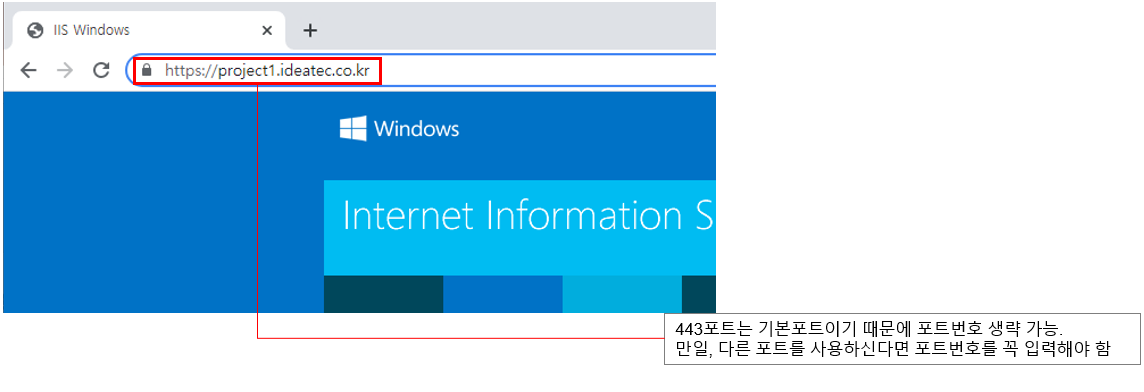 IIS Windows
https://project1.ideatec.co.kr
Windows
Internet Information S
443포트는 기본포트이기 때문에 포트번호 생략 가능.
만일, 다른 포트를 사용하신다면 포트번호를 꼭 입력해야 함